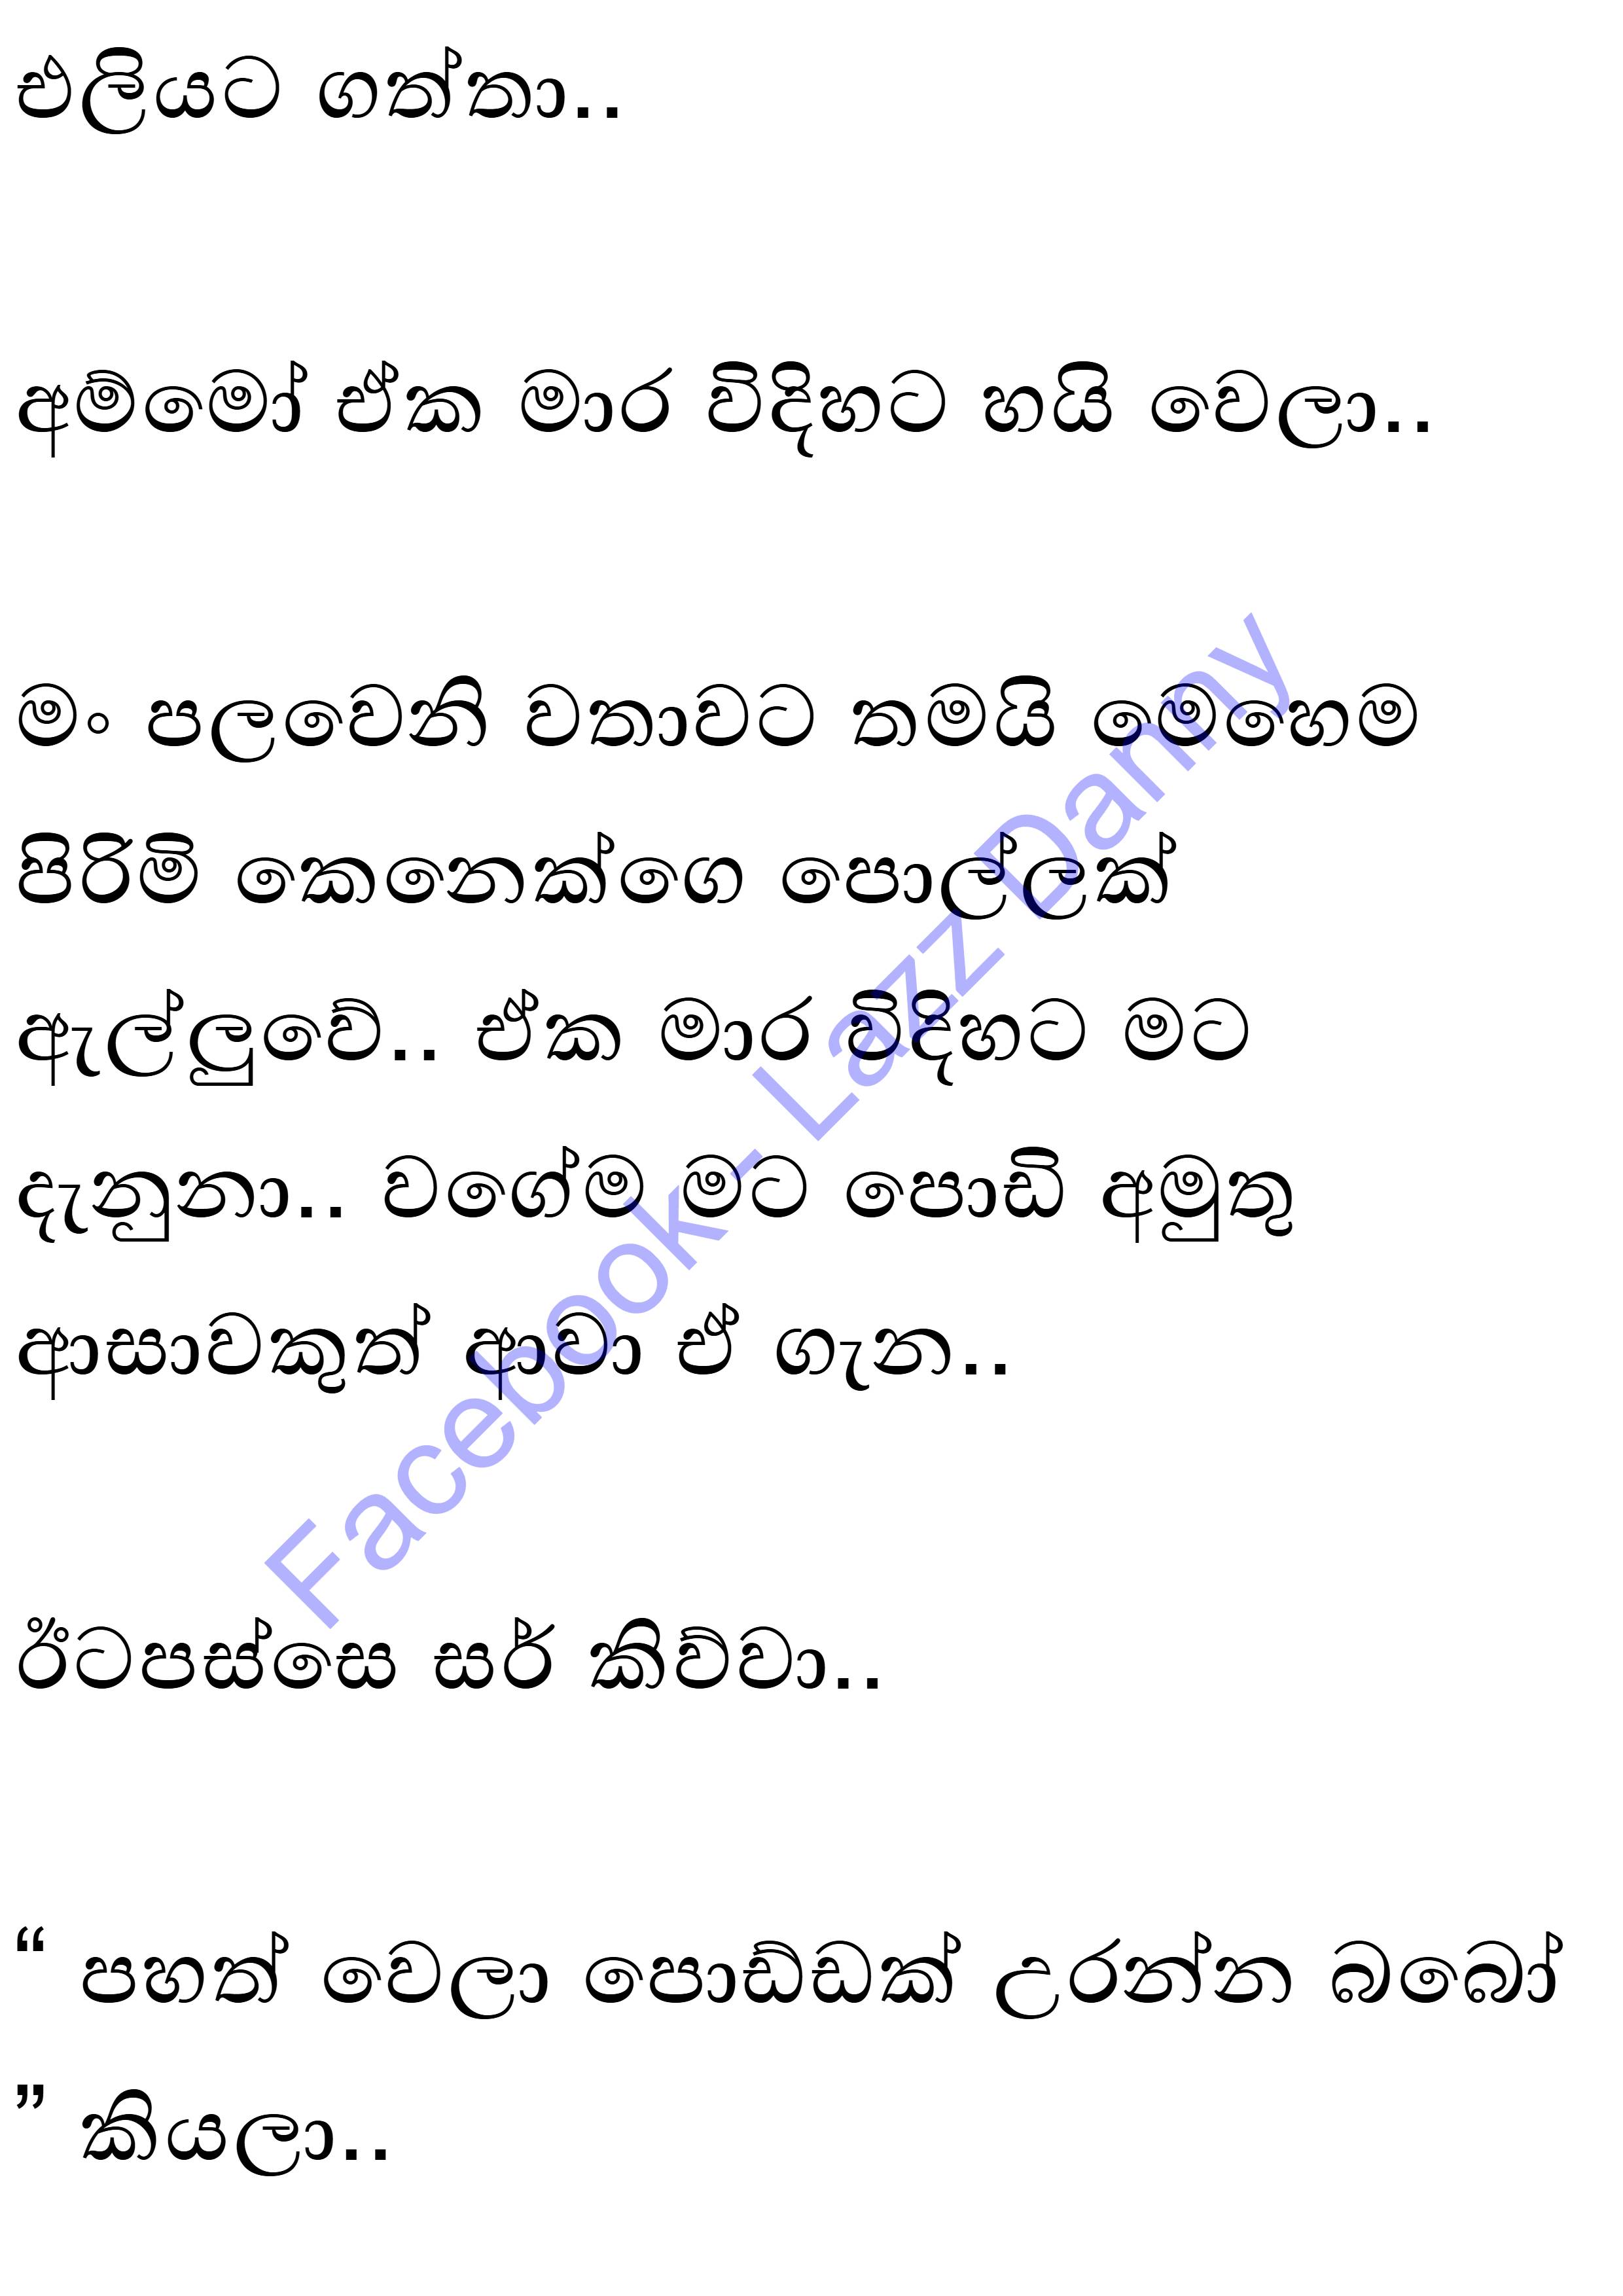 එලියට ගත්තා..
අම්මෝ ඒක මාර විදිහට හයි වෙලා..
මං පලවෙනි වතාවට තමයි මෙහෙම
පිරිමි කෙනෙක්ගෙ පොල්ලක්
ඇල්ලුවේ.. ඒක මාර විදිහට මට
දැනුනා.. වගේම මට පොඩි අමුතු
ආසාවකුත් ආවා ඒ ගැන..
ඊටපස්සෙ සර් කිව්වා..
“ පහත් වෙලා පොඩ්ඩක් උරන්න බබෝ
” කියලා..
Facebook - Lazz Danny